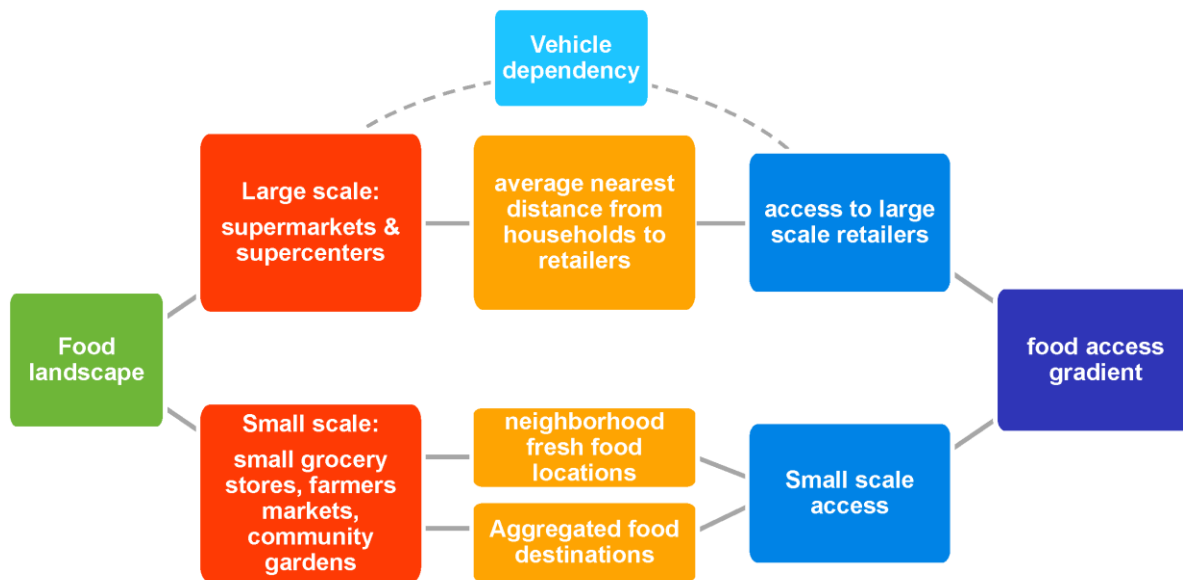 Vehicle
dependency
Large scale:
supermarkets &
supercenters
average nearest
distance from
households to
retailers
access to large
scale retailers
Food
landscape
food access
gradient
Small scale:
small grocery
stores, farmers
markets,
community
gardens
neighborhood
fresh food
locations
Aggregated food
destinations
Small scale
access